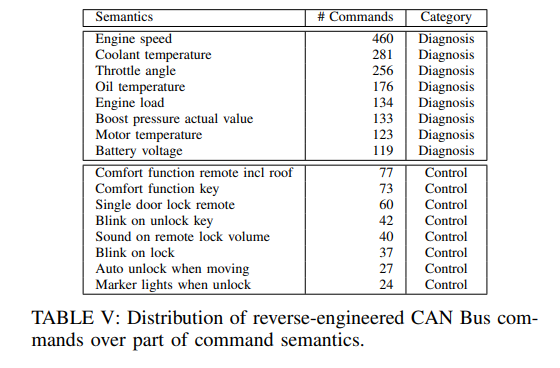 Semantics # Commands Category
Engine speed 460 Diagnosis
Coolant temperature 281 Diagnosis
Throttle angle 256 Diagnosis
Oil temperature 176 Diagnosis
Engine load 134 Diagnosis
Boost pressure actual value 133 Diagnosis
Motor temperature 123 Diagnosis
Battery voltage 119 Diagnosis
Comfort function remote incl roof 77 Control
Comfort function key 73 Control
Single door lock remote 60 Control
Blink on unlock key 42 Control
Sound on remote lock volume 40 Control
Blink on lock 37 Control
Auto unlock when moving 27 Control
Marker lights when unlock 24 Control
TABLE V: Distribution of reverse-engineered CAN Bus com-
mands over part of command semantics.